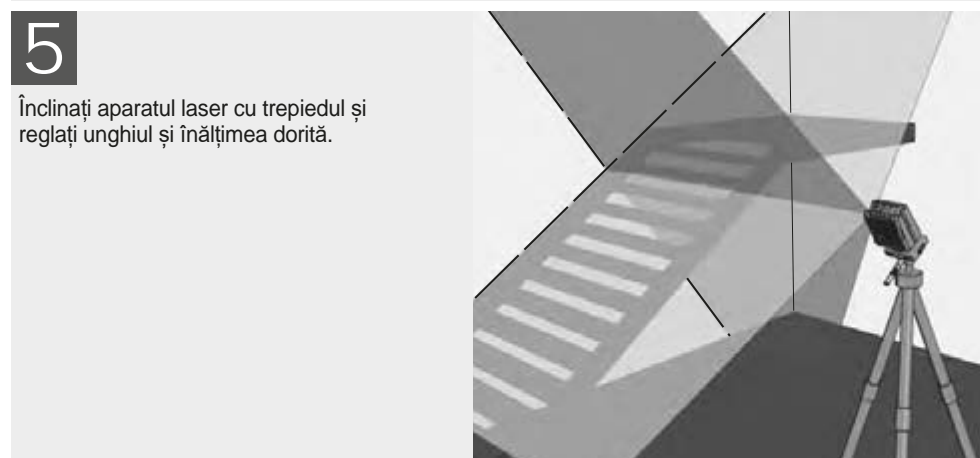 5
Înclinați aparatul laser cu trepiedul și
reglați unghiul și înălțimea dorită.